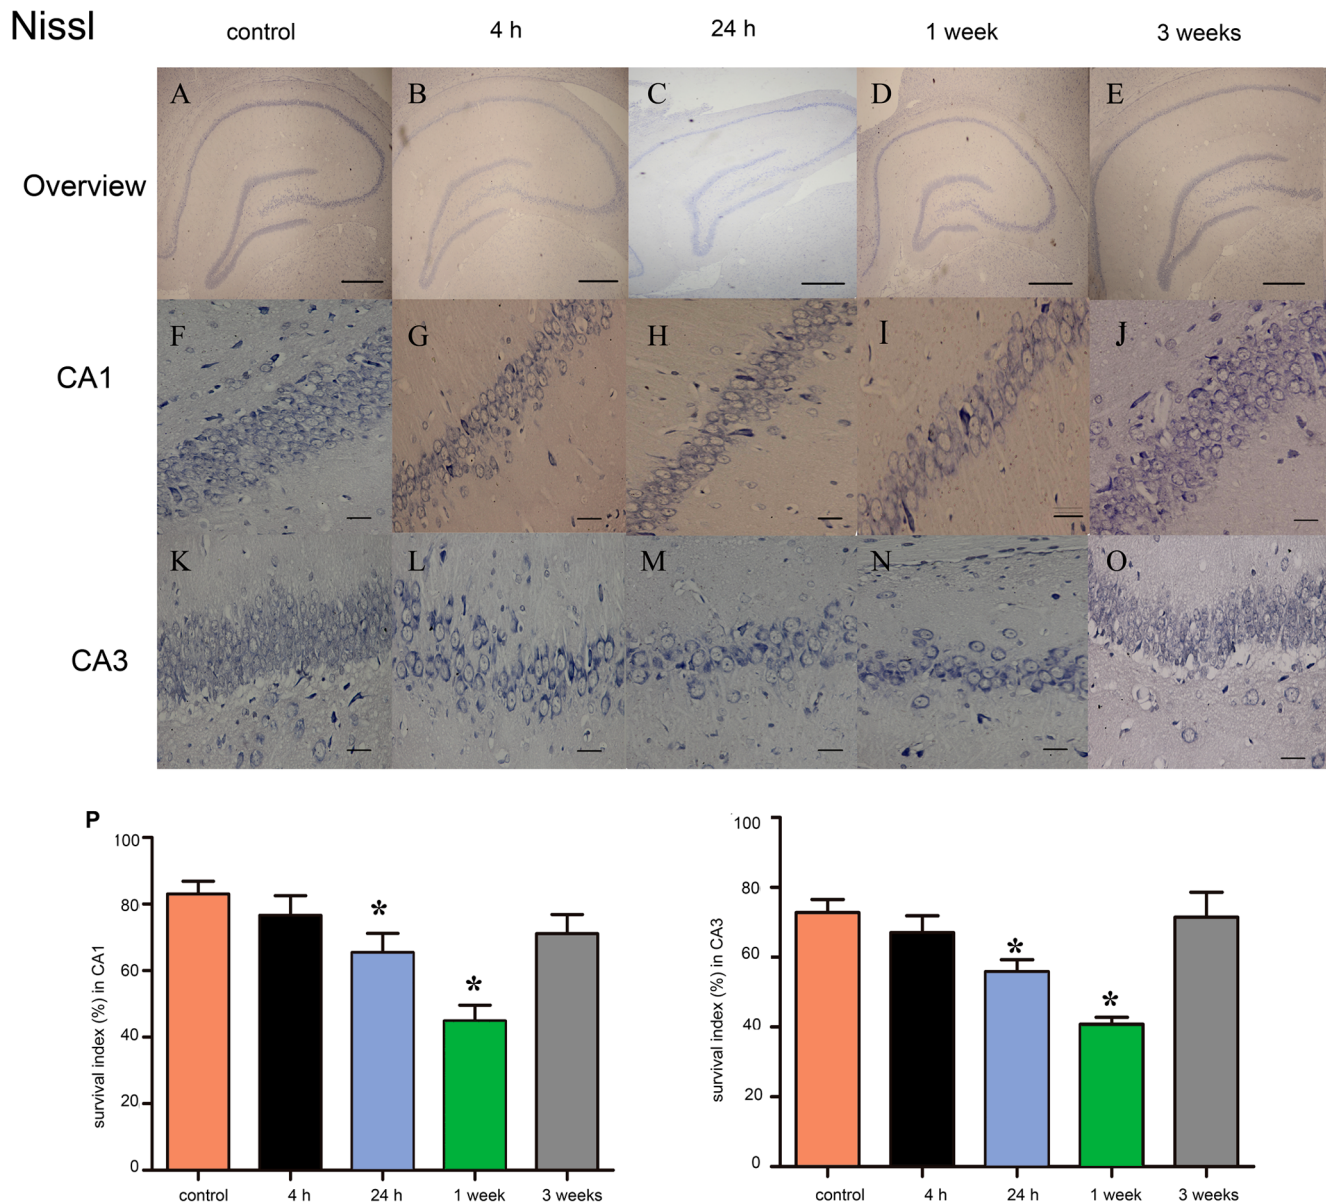 Nissl
control 4 h 24 h 1 week 3 weeks
A B C D E
Overview
F G H I J
CA1
K L M N O
CA3
P
survival index (%) in CA1
100
80
60
40
20
0
control 4 h 24 h 1 week 3 weeks
* *
survival index (%) in CA3
100
80
60
40
20
0
control 4 h 24 h 1 week 3 weeks
* *